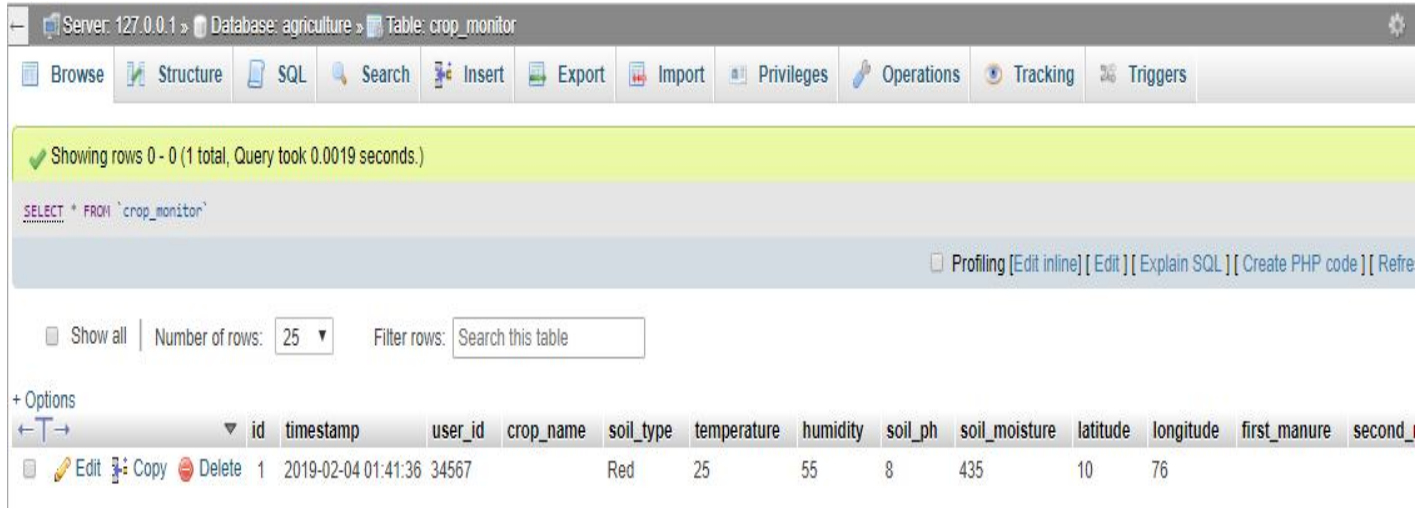 Server: 127.0.0.1 » Database: agriculture » Table: crop_monitor
Browse Structure SQL Search Insert Export Import Privileges Operations Tracking Triggers
Showing rows 0 - 0 (1 total, Query took 0.0019 seconds.)
SELECT * FROM `crop_monitor`
Profiling [Edit inline] [ Edit ] [ Explain SQL ] [ Create PHP code ] [ Refre
Show all Number of rows: 25 Filter rows: Search this table
+ Options
←T→ ▼ id timestamp user_id crop_name soil_type temperature humidity soil_ph soil_moisture latitude longitude first_manure second_
Edit Copy Delete 1 2019-02-04 01:41:36 34567 Red 25 55 8 435 10 76